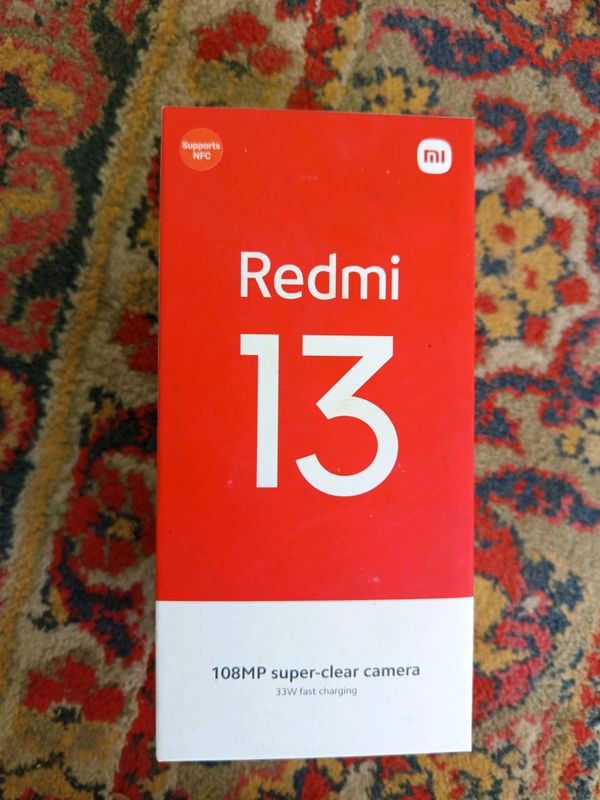 Supports
NFC
mi
Redmi
13
108MP super-clear camera
33W fast charging